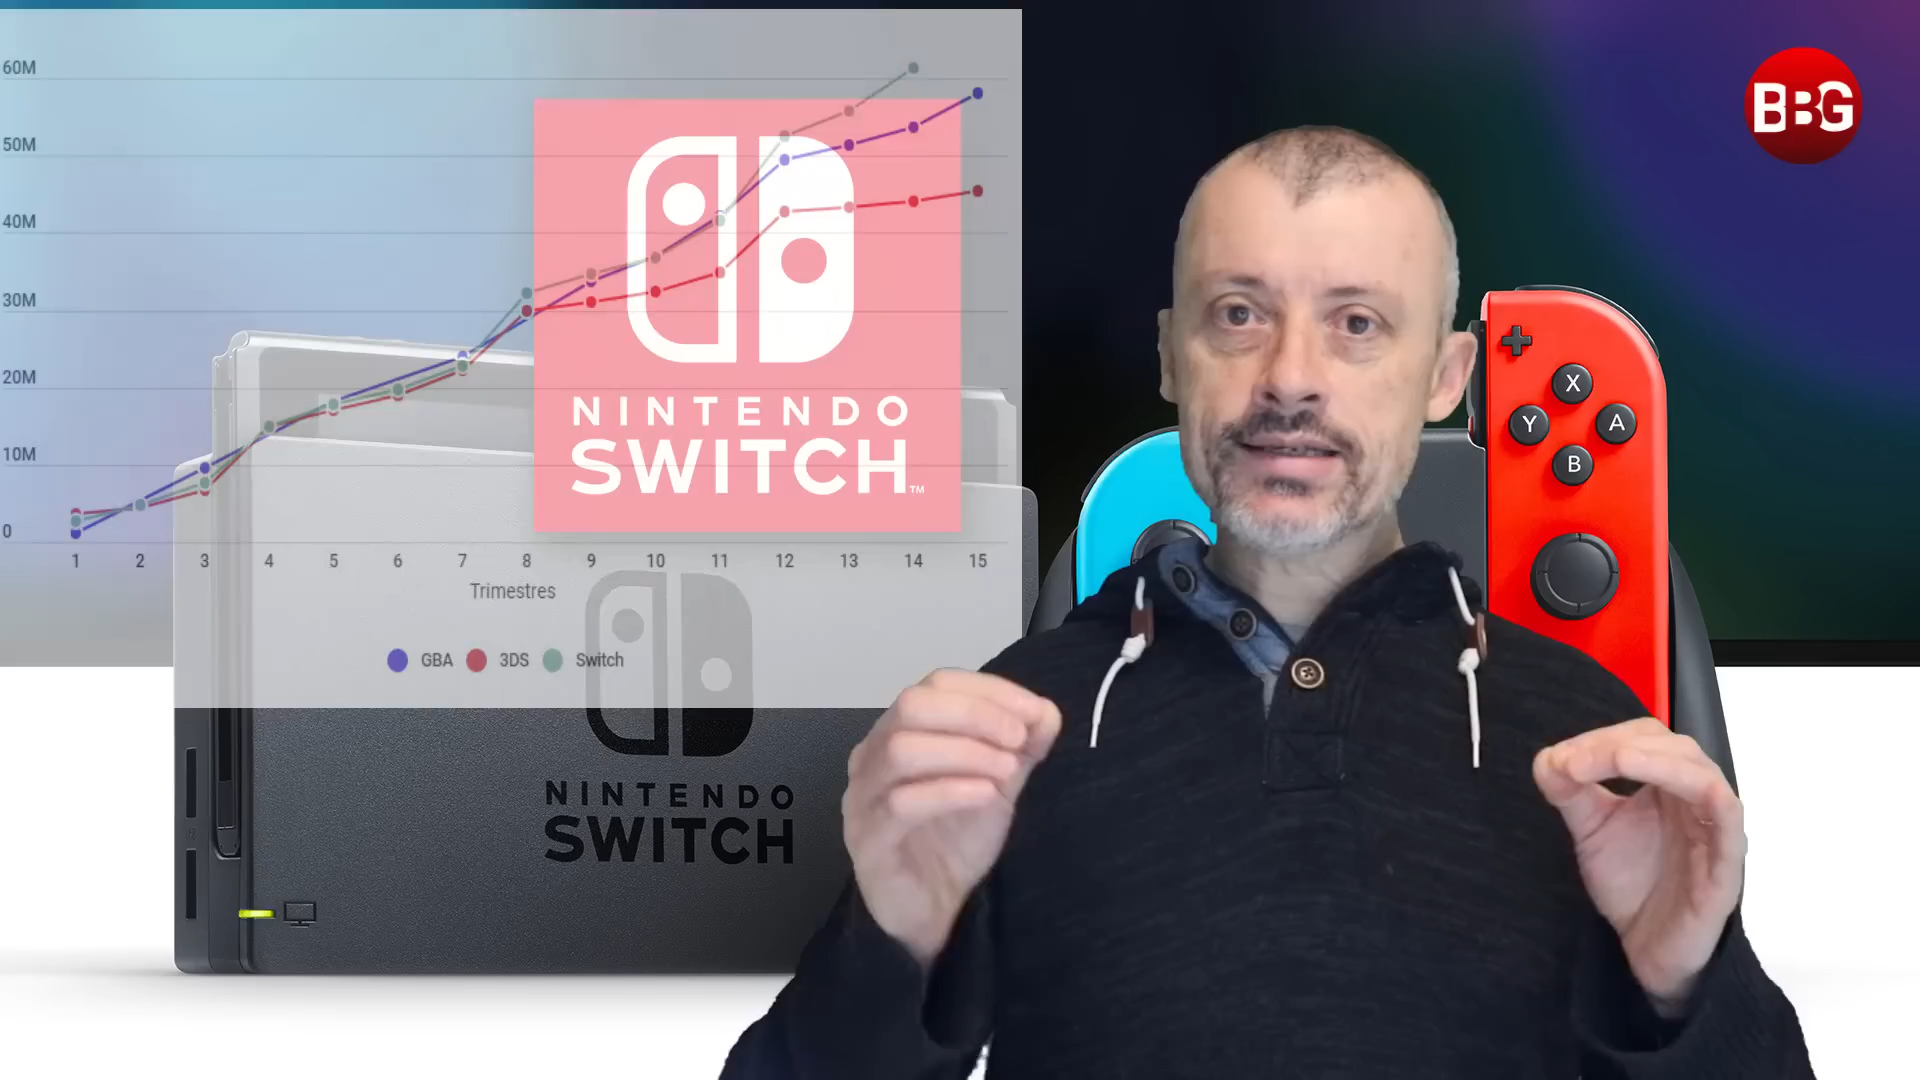 60M
50M
40M
30M
20M
10M
0
1 2 3 4 5 6 7 8 9 10 11 12 13 14 15
Trimestres
GBA 3DS Switch
NINTENDO
SWITCH™
NINTENDO
SWITCH
BBG
X
Y
A
B